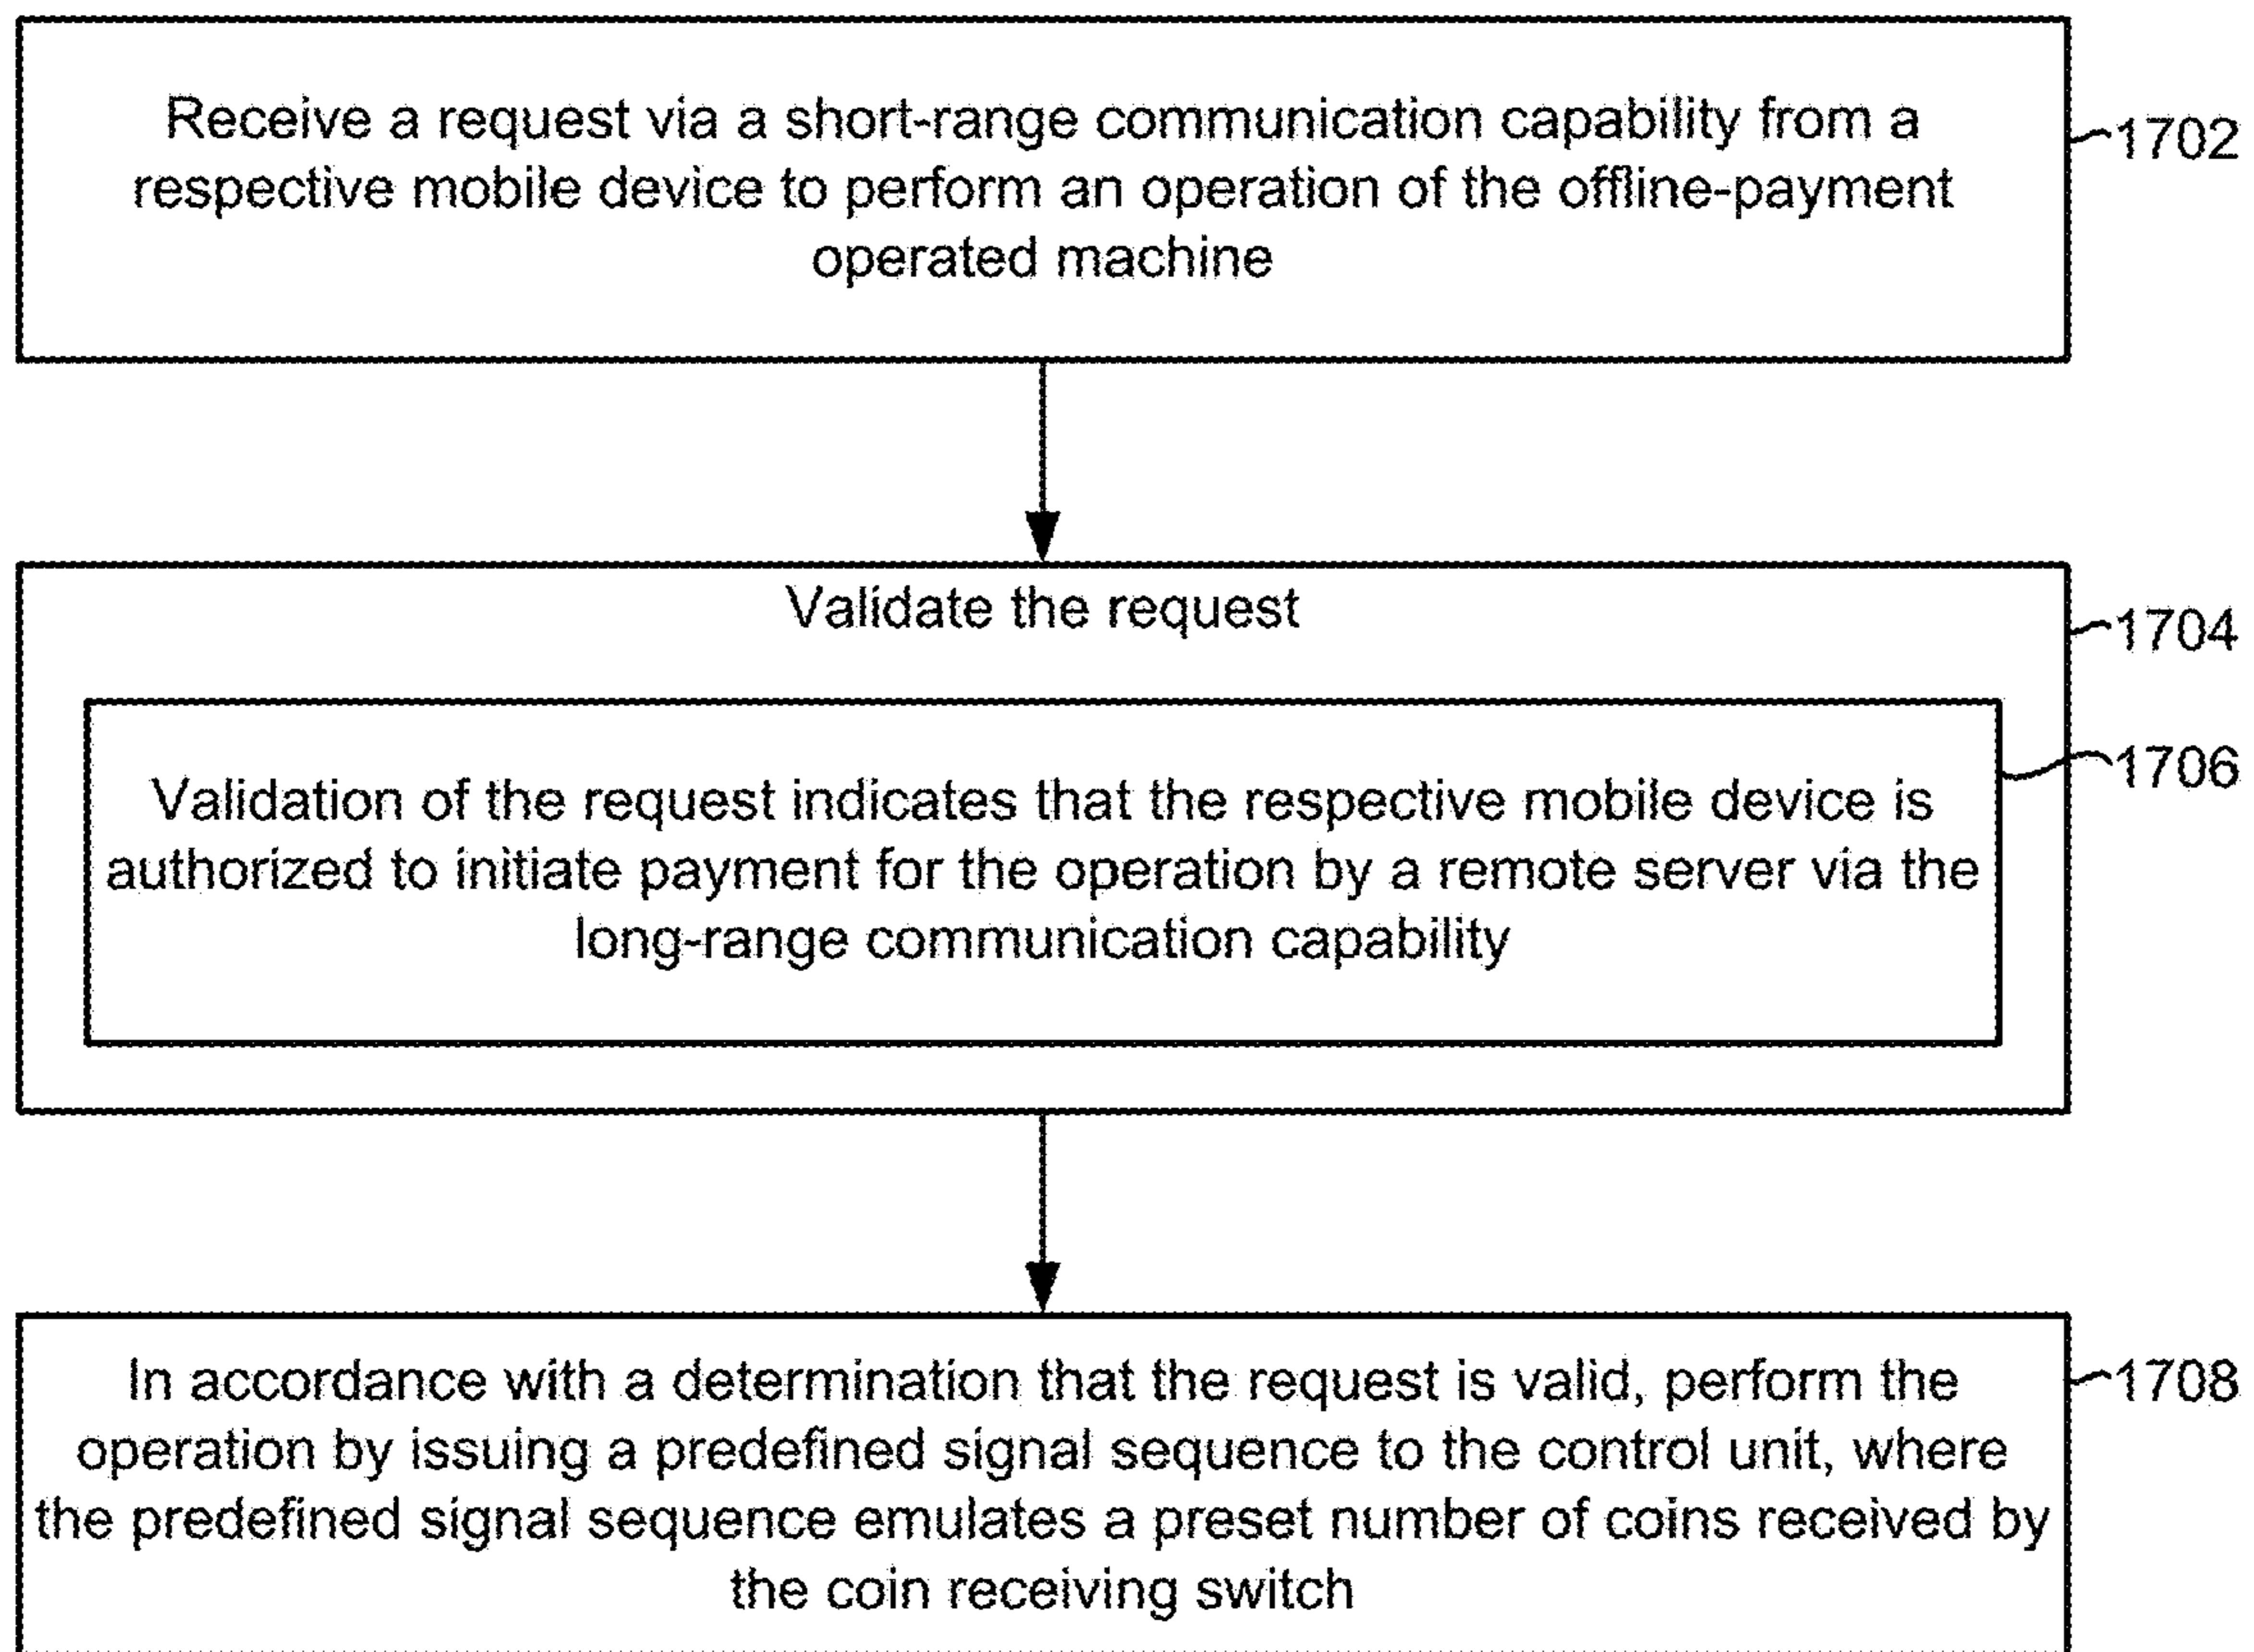 Receive a request via a short-range communication capability from a
respective mobile device to perform an operation of the offline-payment
operated machine
1702
Validate the request
1704
Validation of the request indicates that the respective mobile device is
authorized to initiate payment for the operation by a remote server via the
long-range communication capability
1706
In accordance with a determination that the request is valid, perform the
operation by issuing a predefined signal sequence to the control unit, where
the predefined signal sequence emulates a preset number of coins received by
the coin receiving switch
1708